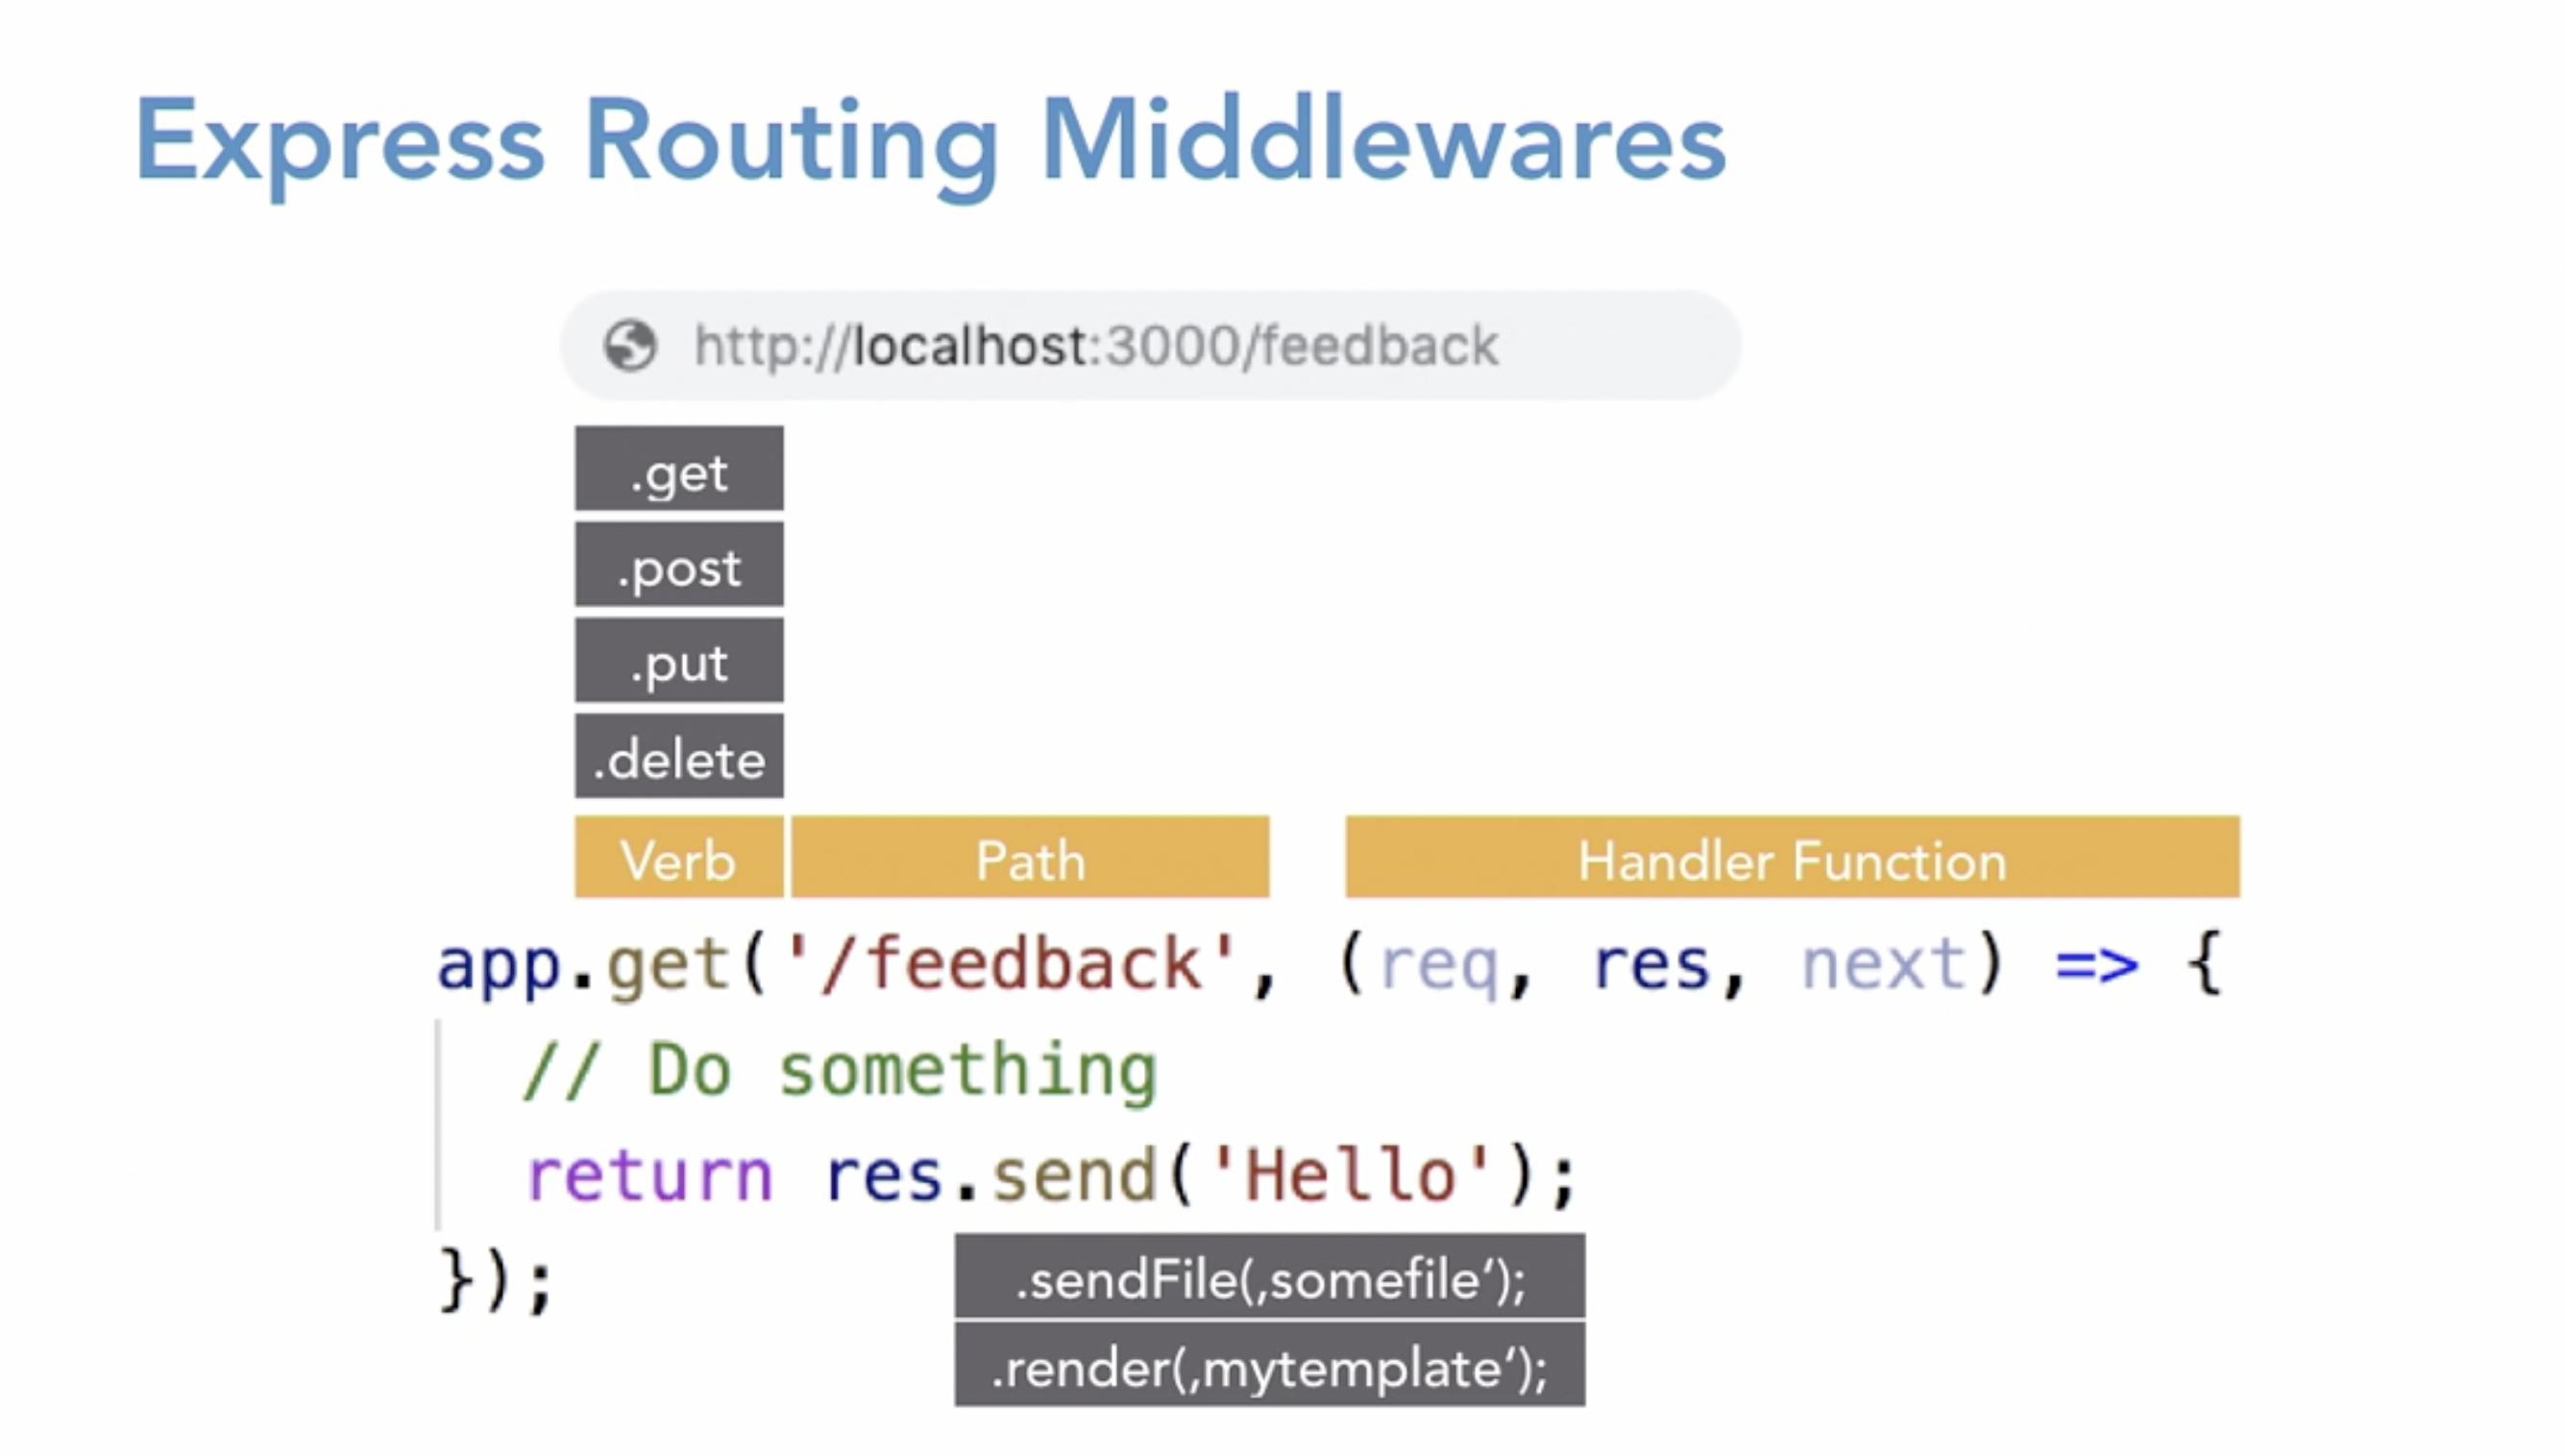 Express Routing Middlewares
http://localhost:3000/feedback
.get
.post
.put
.delete
Verb Path Handler Function
app.get('/feedback', (req, res, next) => {
// Do something
return res.send('Hello');
});
.sendFile(‚somefile‘);
.render(‚mytemplate‘);